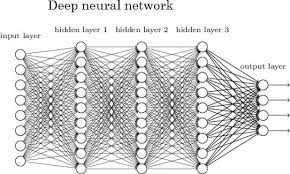 Deep neural network
hidden layer 1 hidden layer 2 hidden layer 3
input layer
output layer